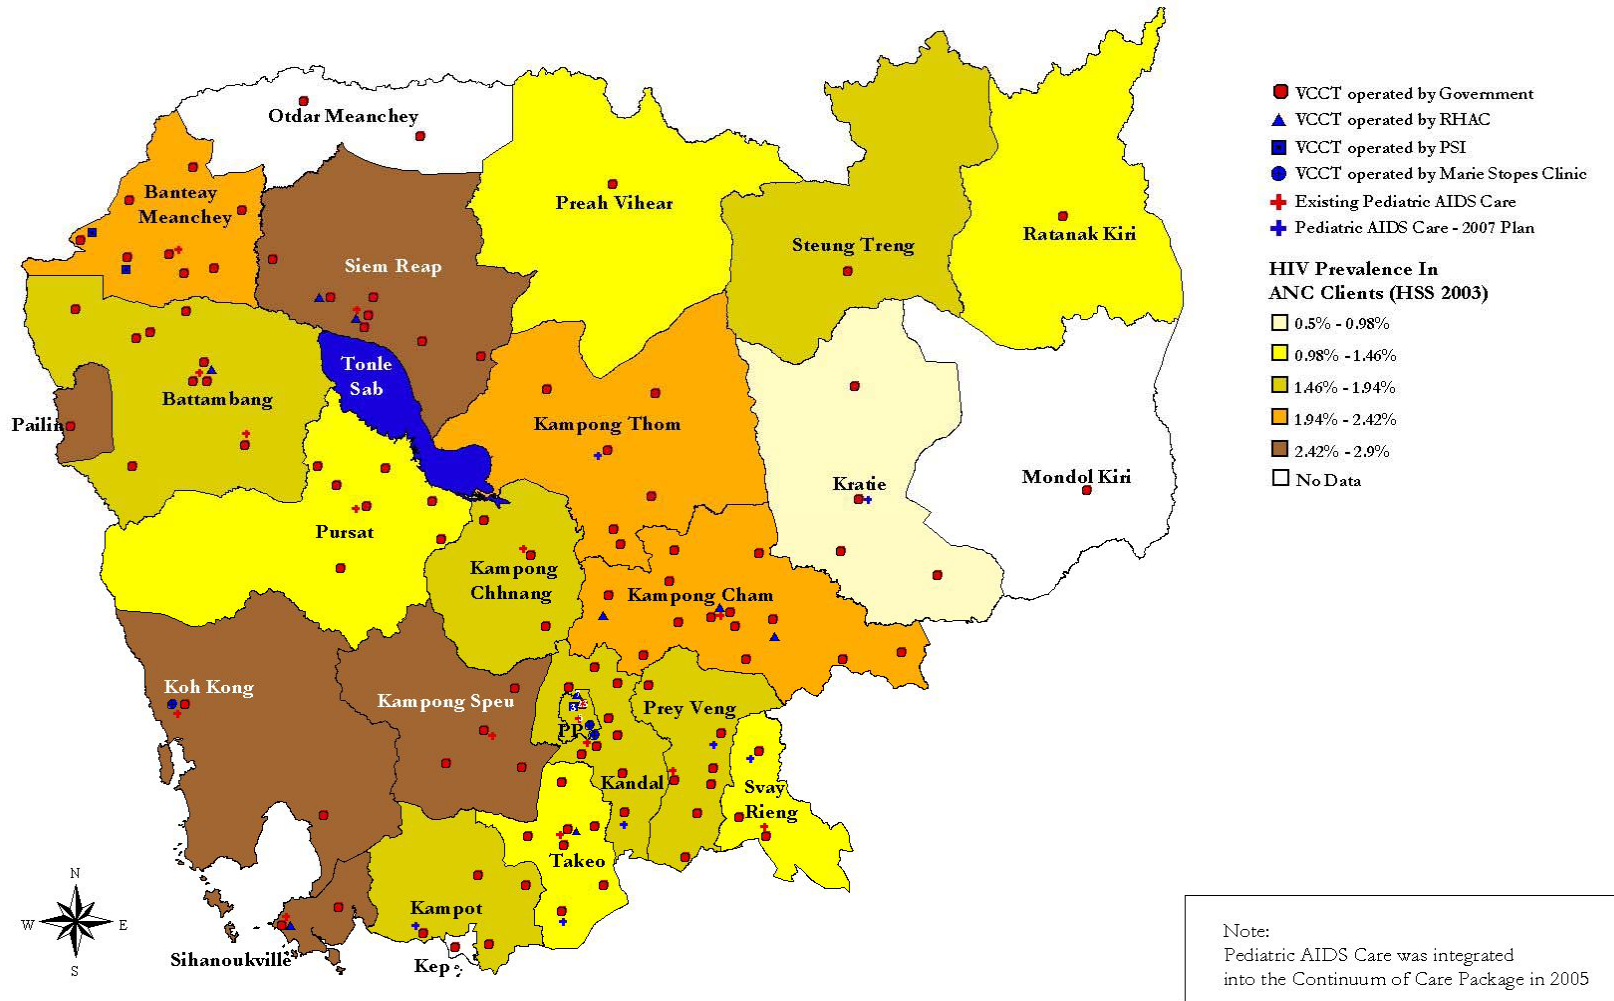 Otdar Meanchey
Banteay
Meanchey
Siem Reap
Preah Vihear
Steung Treng
Ratanak Kiri
Tonle
Sab
Battambang
Pailin
Kampong Thom
Kratie
Mondol Kiri
Pursat
Kampong
Chhnang
Kampong Cham
Koh Kong
Kampong Speu
Prey Veng
PP
3
Kandal
Svay
Rieng
Takeo
Kampot
Sihanoukville
Kep
N
W
E
S
VCCT operated by Government
VCCT operated by RHAC
VCCT operated by PSI
VCCT operated by Marie Stopes Clinic
Existing Pediatric AIDS Care
Pediatric AIDS Care - 2007 Plan
HIV Prevalence In
ANC Clients (HSS 2003)
0.5% - 0.98%
0.98% - 1.46%
1.46% - 1.94%
1.94% - 2.42%
2.42% - 2.9%
No Data
Note:
Pediatric AIDS Care was integrated
into the Continuum of Care Package in 2005